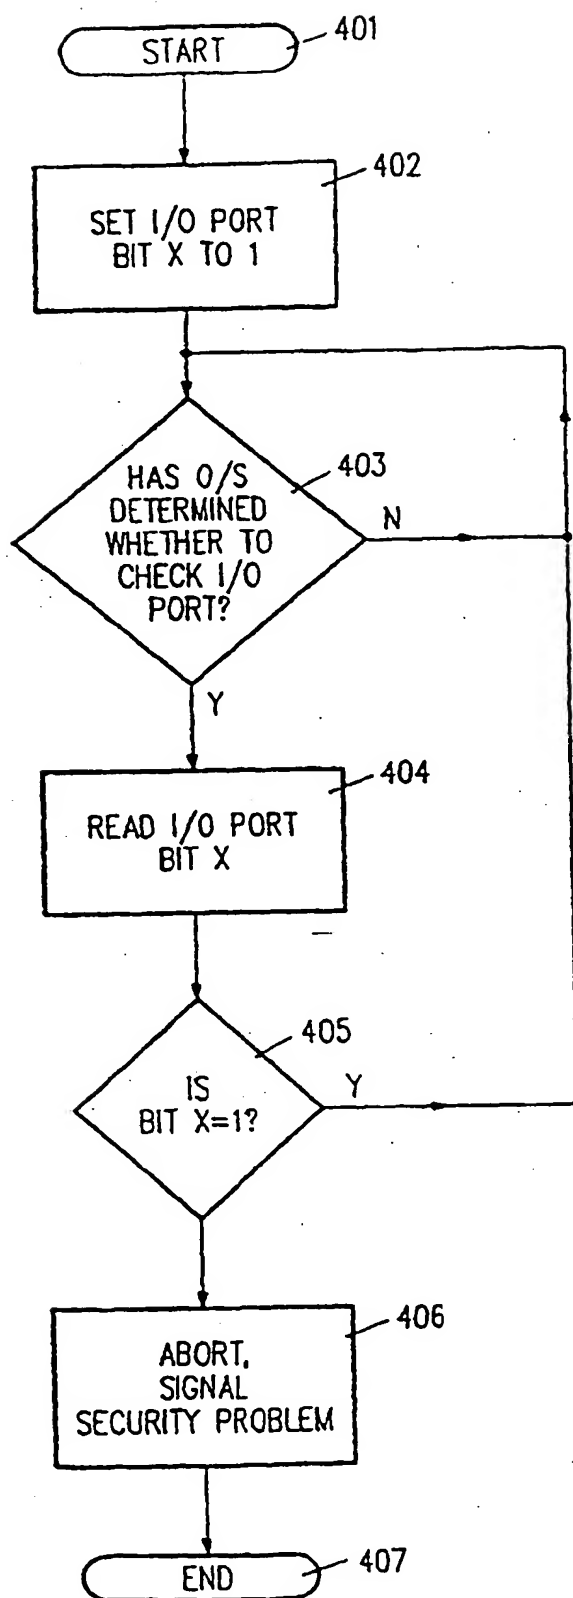 START
401
402
SET I/O PORT
BIT X TO 1
403
HAS O/S
DETERMINED
WHETHER TO
CHECK I/O
PORT?
N
Y
404
READ I/O PORT
BIT X
405
IS
BIT X=1?
Y
406
ABORT,
SIGNAL
SECURITY PROBLEM
END
407